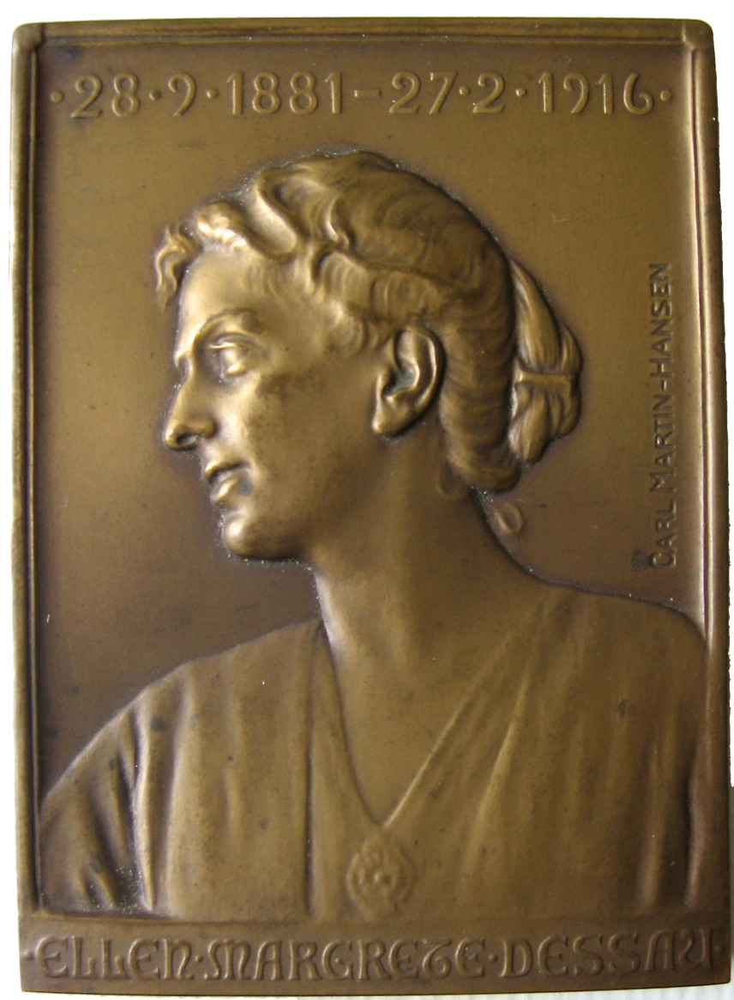 ·28·9·1881–27·2·1916·
CARL MARTIN-HANSEN
·ELLEN·MARGRETE·DESSAU·